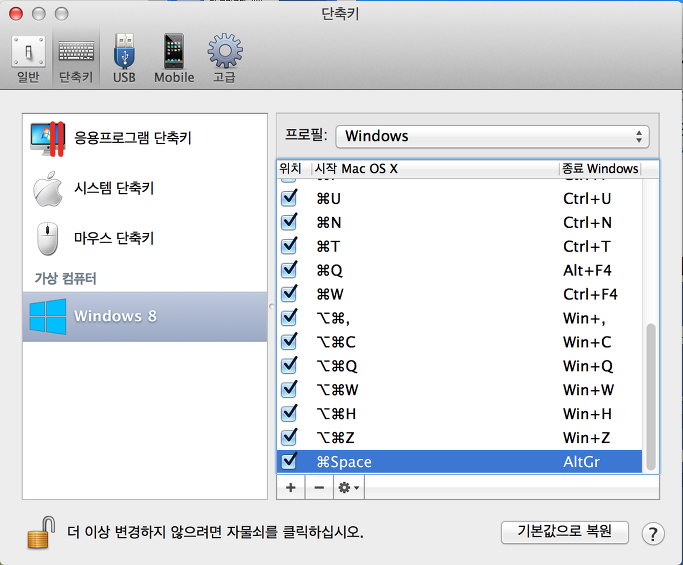 단축키
일반 단축키 USB Mobile 고급
응용프로그램 단축키
시스템 단축키
마우스 단축키
가상 컴퓨터
Windows 8
프로필: Windows
위치 시작 Mac OS X 종료 Windows
⌘U Ctrl+U
⌘N Ctrl+N
⌘T Ctrl+T
⌘Q Alt+F4
⌘W Ctrl+F4
⌥⌘, Win+,
⌥⌘C Win+C
⌥⌘Q Win+Q
⌥⌘W Win+W
⌥⌘H Win+H
⌥⌘Z Win+Z
⌘Space AltGr
더 이상 변경하지 않으려면 자물쇠를 클릭하십시오.
기본값으로 복원
?